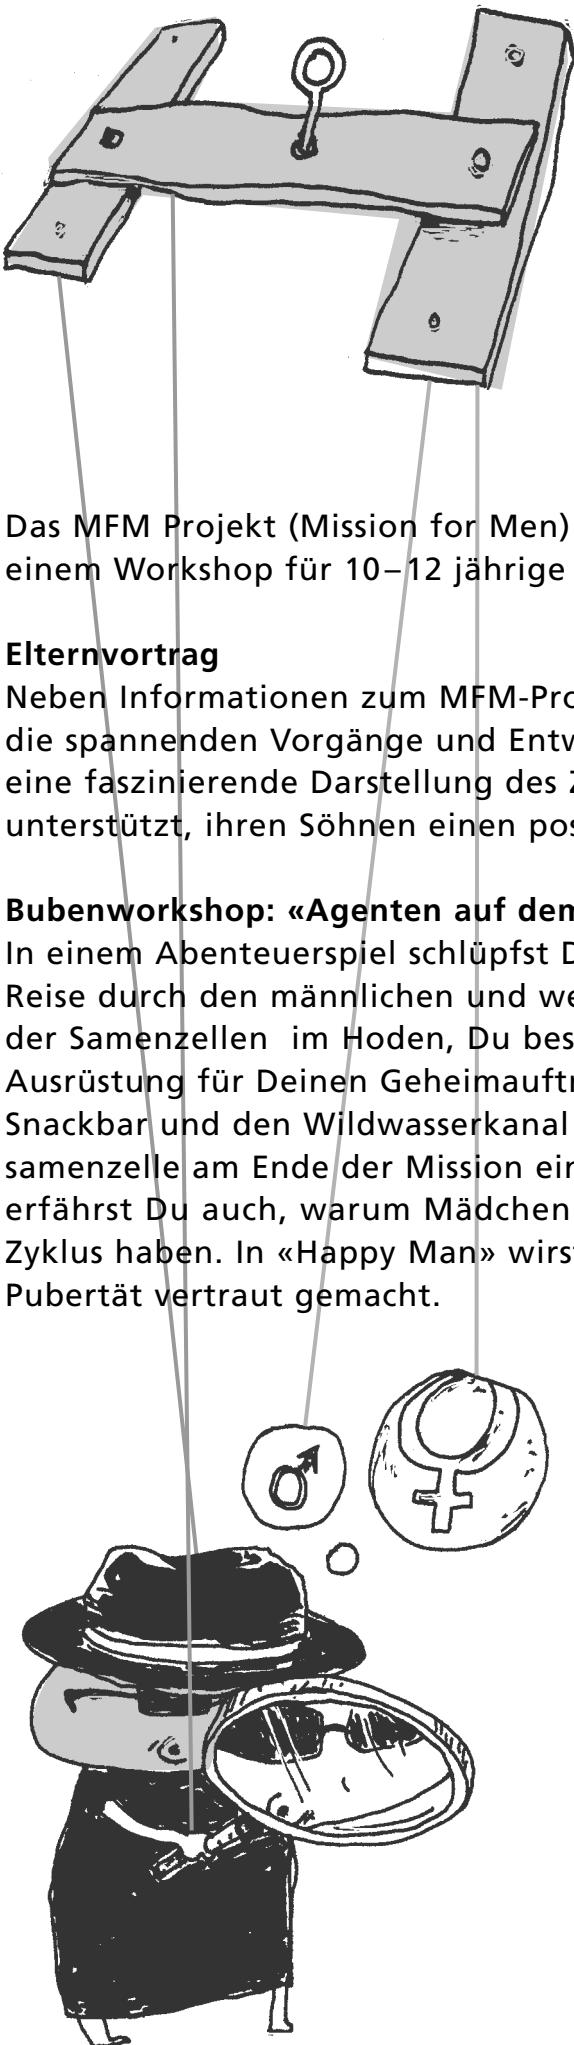 Das MFM Projekt (Mission for Men)
einem Workshop für 10–12 jährige
Elternvortrag
Neben Informationen zum MFM-Pro
die spannenden Vorgänge und Entw
eine faszinierende Darstellung des Z
unterstützt, ihren Söhnen einen pos
Bubenworkshop: «Agenten auf dem
In einem Abenteuerspiel schlüpfst D
Reise durch den männlichen und we
der Samenzellen im Hoden, Du bes
Ausrüstung für Deinen Geheimauftr
Snackbar und den Wildwasserkanal
samenzelle am Ende der Mission ein
erfährst Du auch, warum Mädchen
Zyklus haben. In «Happy Man» wirst
Pubertät vertraut gemacht.